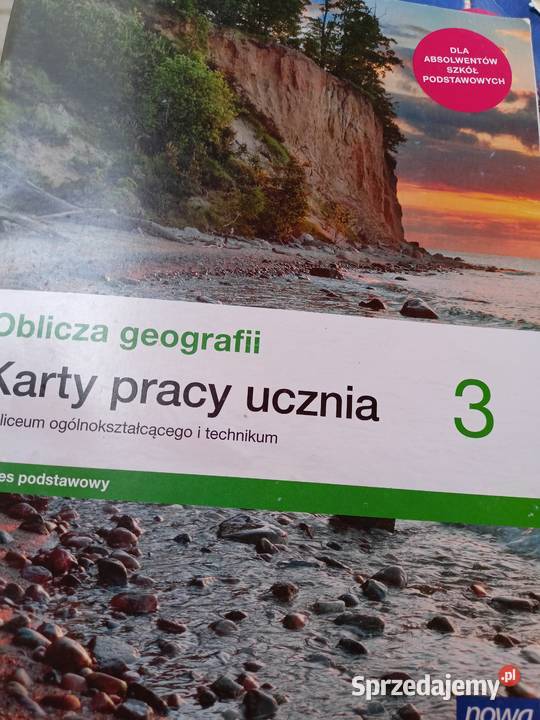 DLA
ABSOLWENTÓW
SZKÓŁ
PODSTAWOWYCH
Oblicza geografii
Karty pracy ucznia
3
liceum ogólnokształcącego i technikum
es podstawowy
Sprzedajemy.pl
nowa